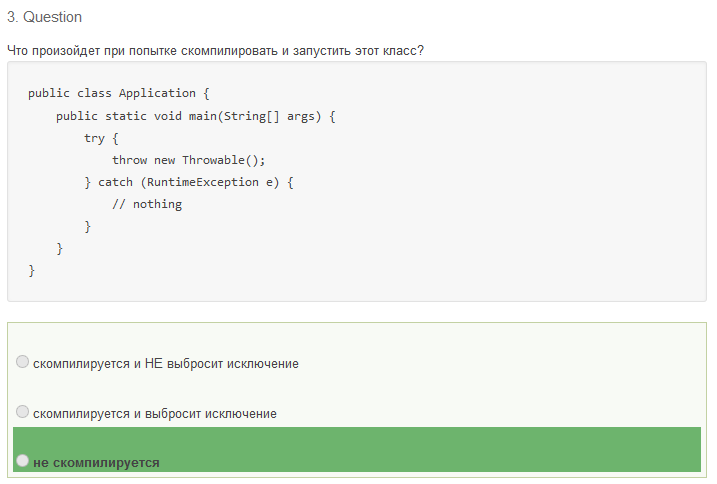 3. Question
Что произойдет при попытке скомпилировать и запустить этот класс?
public class Application {
    public static void main(String[] args) {
        try {
            throw new Throwable();
        } catch (RuntimeException e) {
            // nothing
        }
    }
}
скомпилируется и НЕ выбросит исключение
скомпилируется и выбросит исключение
не скомпилируется